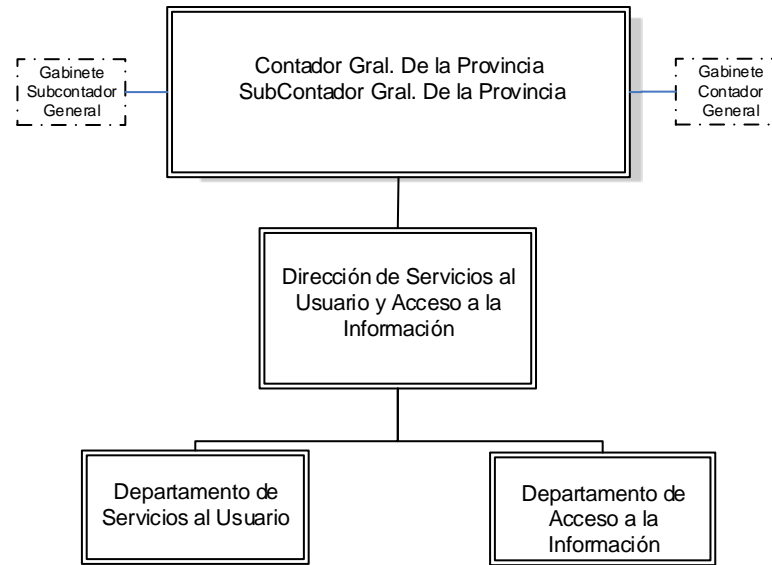 Gabinete
Subcontador
General
Contador Gral. De la Provincia
SubContador Gral. De la Provincia
Gabinete
Contador
General
Dirección de Servicios al
Usuario y Acceso a la
Información
Departamento de
Servicios al Usuario
Departamento de
Acceso a la
Información